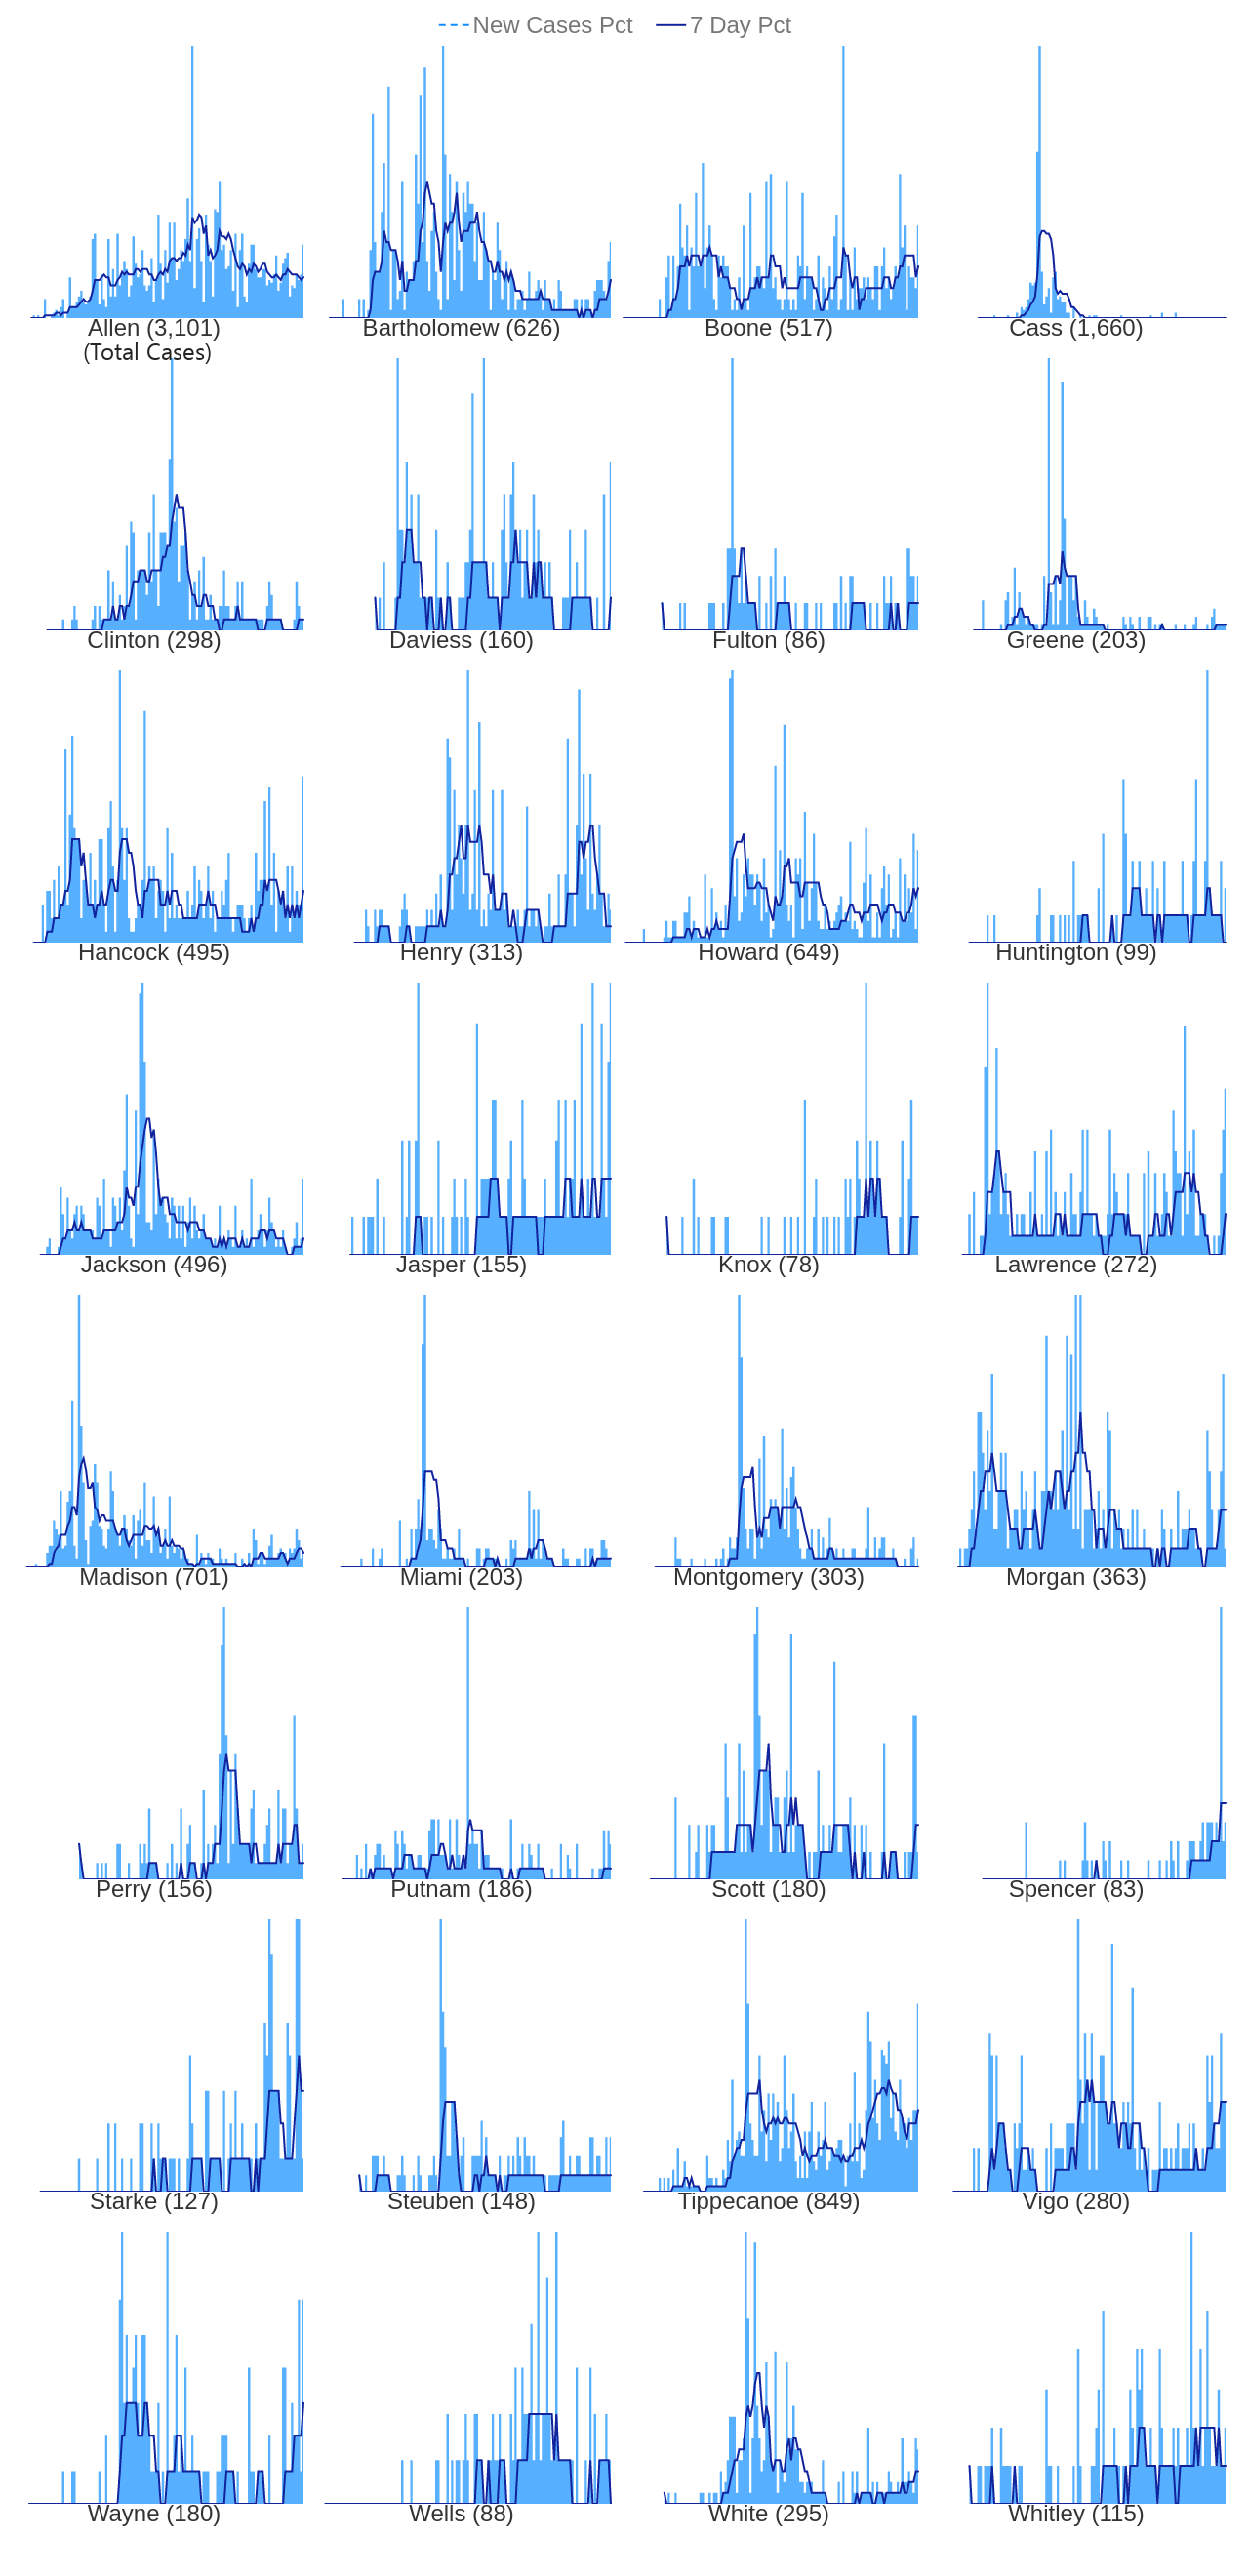 New Cases Pct 7 Day Pct
Allen (3,101) Bartholomew (626) Boone (517) Cass (1,660)
(Total Cases)
Clinton (298) Daviess (160) Fulton (86) Greene (203)
Hancock (495) Henry (313) Howard (649) Huntington (99)
Jackson (496) Jasper (155) Knox (78) Lawrence (272)
Madison (701) Miami (203) Montgomery (303) Morgan (363)
Perry (156) Putnam (186) Scott (180) Spencer (83)
Starke (127) Steuben (148) Tippecanoe (849) Vigo (280)
Wayne (180) Wells (88) White (295) Whitley (115)